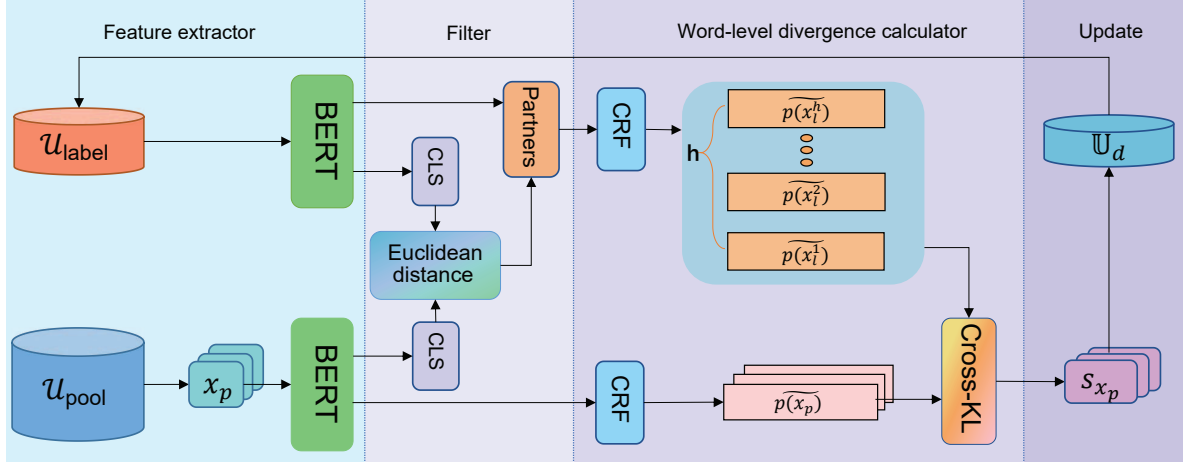 Feature extractor
Filter
Word-level divergence calculator
Update
𝒰label
BERT
CLS
Partners
CRF
h
p(x̃ₗʰ)
p(x̃ₗ²)
p(x̃ₗ¹)
𝕌d
Euclidean
distance
𝒰pool
xₚ
BERT
CLS
CRF
p(x̃ₚ)
Cross-KL
sₓₚ